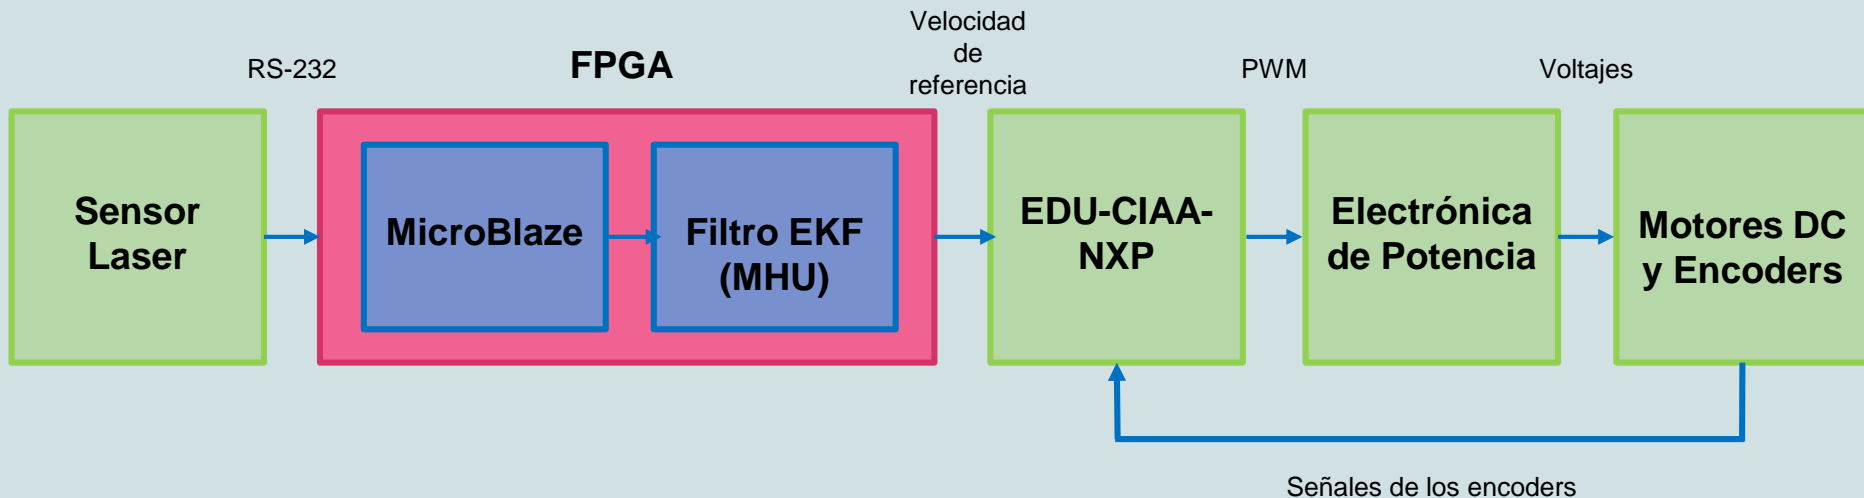 RS-232
FPGA
Velocidad
de
referencia
PWM
Voltajes
Sensor
Laser
MicroBlaze
Filtro EKF
(MHU)
EDU-CIAA-
NXP
Electrónica
de Potencia
Motores DC
y Encoders
Señales de los encoders